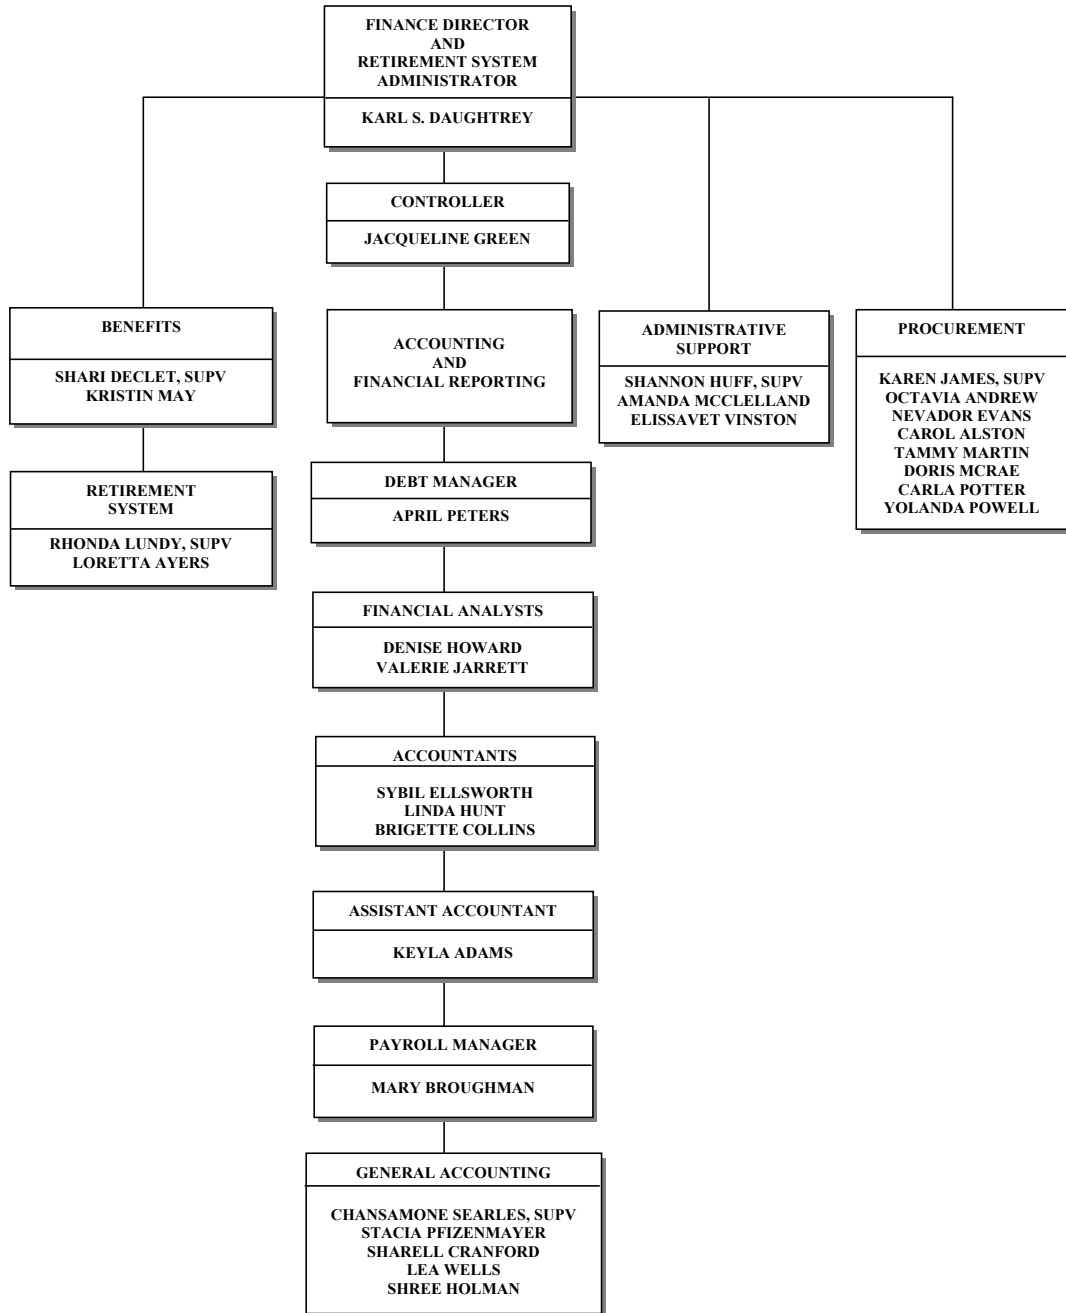 FINANCE DIRECTOR
AND
RETIREMENT SYSTEM
ADMINISTRATOR
KARL S. DAUGHTREY
CONTROLLER
JACQUELINE GREEN
BENEFITS
SHARI DECLET, SUPV
KRISTIN MAY
RETIREMENT
SYSTEM
RHONDA LUNDY, SUPV
LORETTA AYERS
ACCOUNTING
AND
FINANCIAL REPORTING
DEBT MANAGER
APRIL PETERS
FINANCIAL ANALYSTS
DENISE HOWARD
VALERIE JARRETT
ACCOUNTANTS
SYBIL ELLSWORTH
LINDA HUNT
BRIGETTE COLLINS
ASSISTANT ACCOUNTANT
KEYLA ADAMS
PAYROLL MANAGER
MARY BROUGHMAN
GENERAL ACCOUNTING
CHANSAMONE SEARLES, SUPV
STACIA PFIZENMAYER
SHARELL CRANFORD
LEA WELLS
SHREE HOLMAN
ADMINISTRATIVE
SUPPORT
SHANNON HUFF, SUPV
AMANDA MCCLELLAND
ELISSAVET VINSTON
PROCUREMENT
KAREN JAMES, SUPV
OCTAVIA ANDREW
NEVADOR EVANS
CAROL ALSTON
TAMMY MARTIN
DORIS MCRAE
CARLA POTTER
YOLANDA POWELL